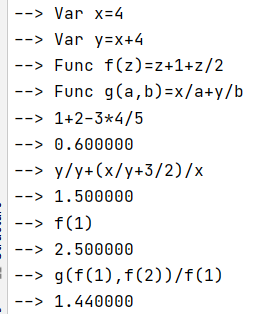 --> Var x=4
--> Var y=x+4
--> Func f(z)=z+1+z/2
--> Func g(a,b)=x/a+y/b
--> 1+2-3*4/5
--> 0.600000
--> y/y+(x/y+3/2)/x
--> 1.500000
--> f(1)
--> 2.500000
--> g(f(1),f(2))/f(1)
--> 1.440000